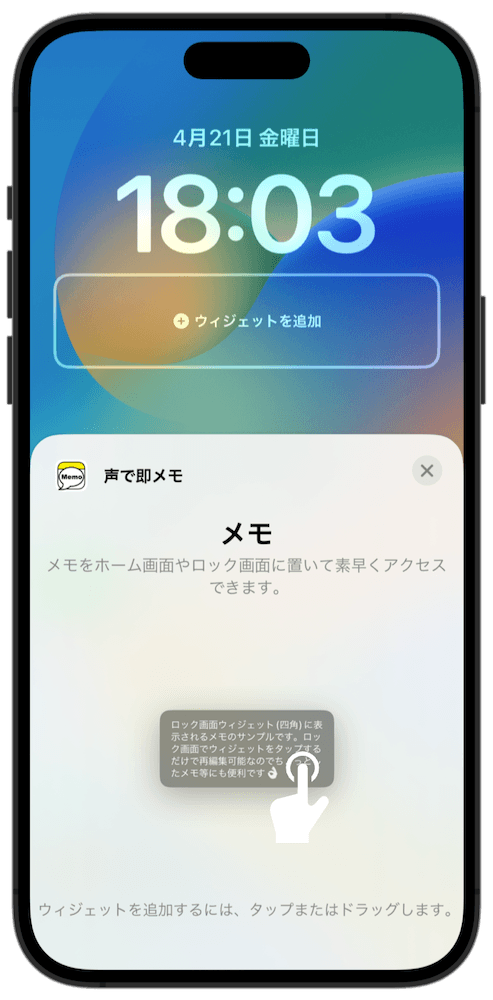 4月21日 金曜日
18:03
ウィジェットを追加
Memo
声で即メモ
メモ
メモをホーム画面やロック画面に置いて素早くアクセス
できます。
ロック画面ウィジェット(四角)に表
示されるメモのサンプルです。ロッ
ク画面でウィジェットをタップする
だけで再編集可能なのでち っと
たメモ等にも便利です👌
ウィジェットを追加するには、タップまたはドラッグします。